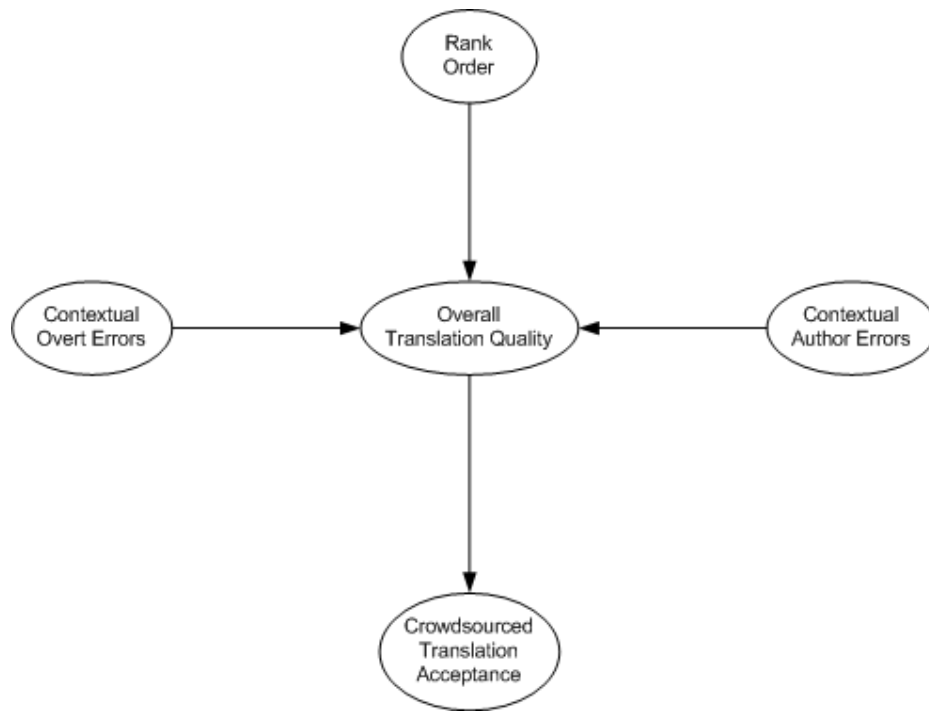 Rank
Order
Contextual
Overt Errors
Overall
Translation Quality
Contextual
Author Errors
Crowdsourced
Translation
Acceptance